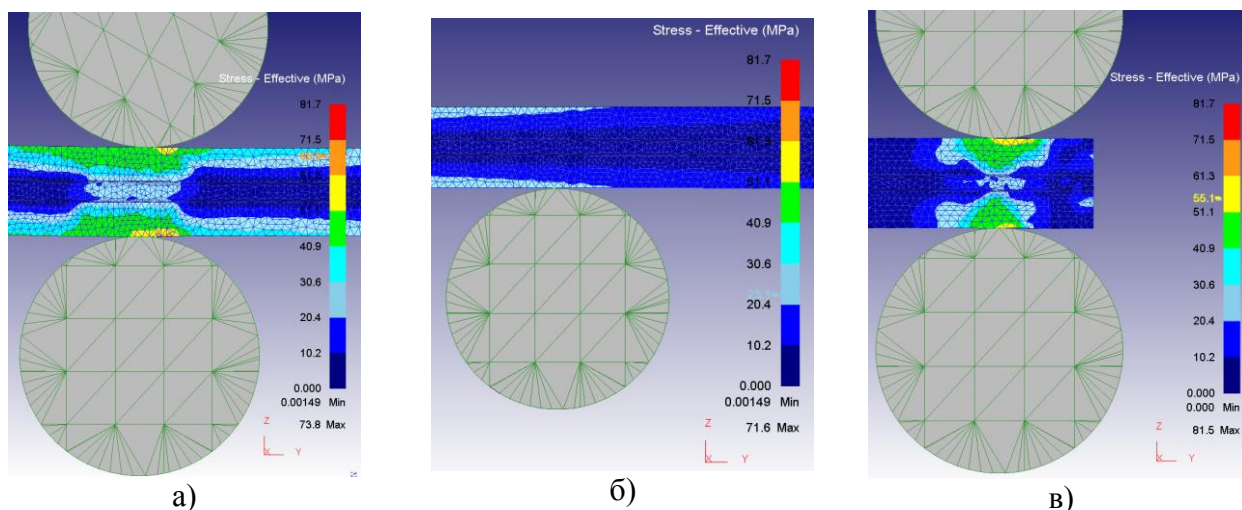 Stress - Effective (MPa)
81.7
71.5
51.1
40.9
30.6
20.4
10.2
0.000
0.00149 Min
73.8 Max
Z
X Y
а)
Stress - Effective (MPa)
81.7
71.5
61.3
51.1
40.9
30.6
20.4
10.2
0.000
0.00149 Min
71.6 Max
Z
X Y
б)
Stress - Effective (MPa)
81.7
71.5
61.3
55.1
51.1
40.9
30.6
20.4
10.2
0.000
0.000 Min
81.5 Max
Z
X Y
в)